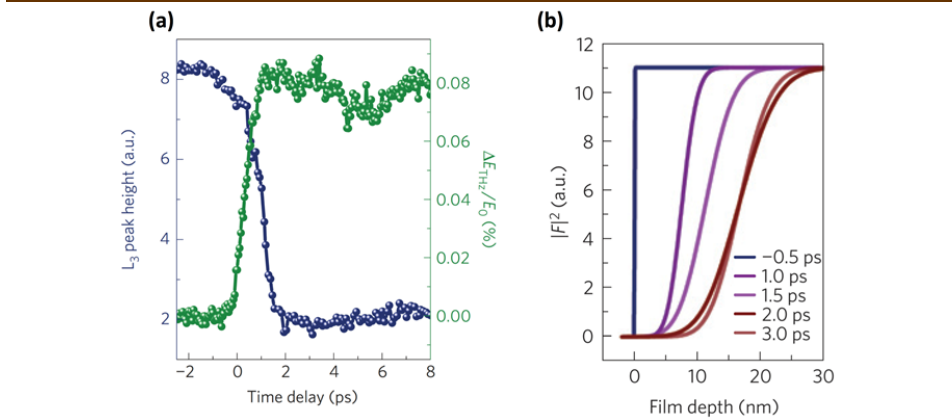 (a)
(b)
8
6
4
2
L₃ peak height (a.u.)
0.08
0.06
0.04
0.02
0.00
ΔE_THz/E₀ (%)
−2 0 2 4 6 8
Time delay (ps)
12
10
8
6
4
2
0
|F|² (a.u.)
−0.5 ps
1.0 ps
1.5 ps
2.0 ps
3.0 ps
0 10 20 30
Film depth (nm)